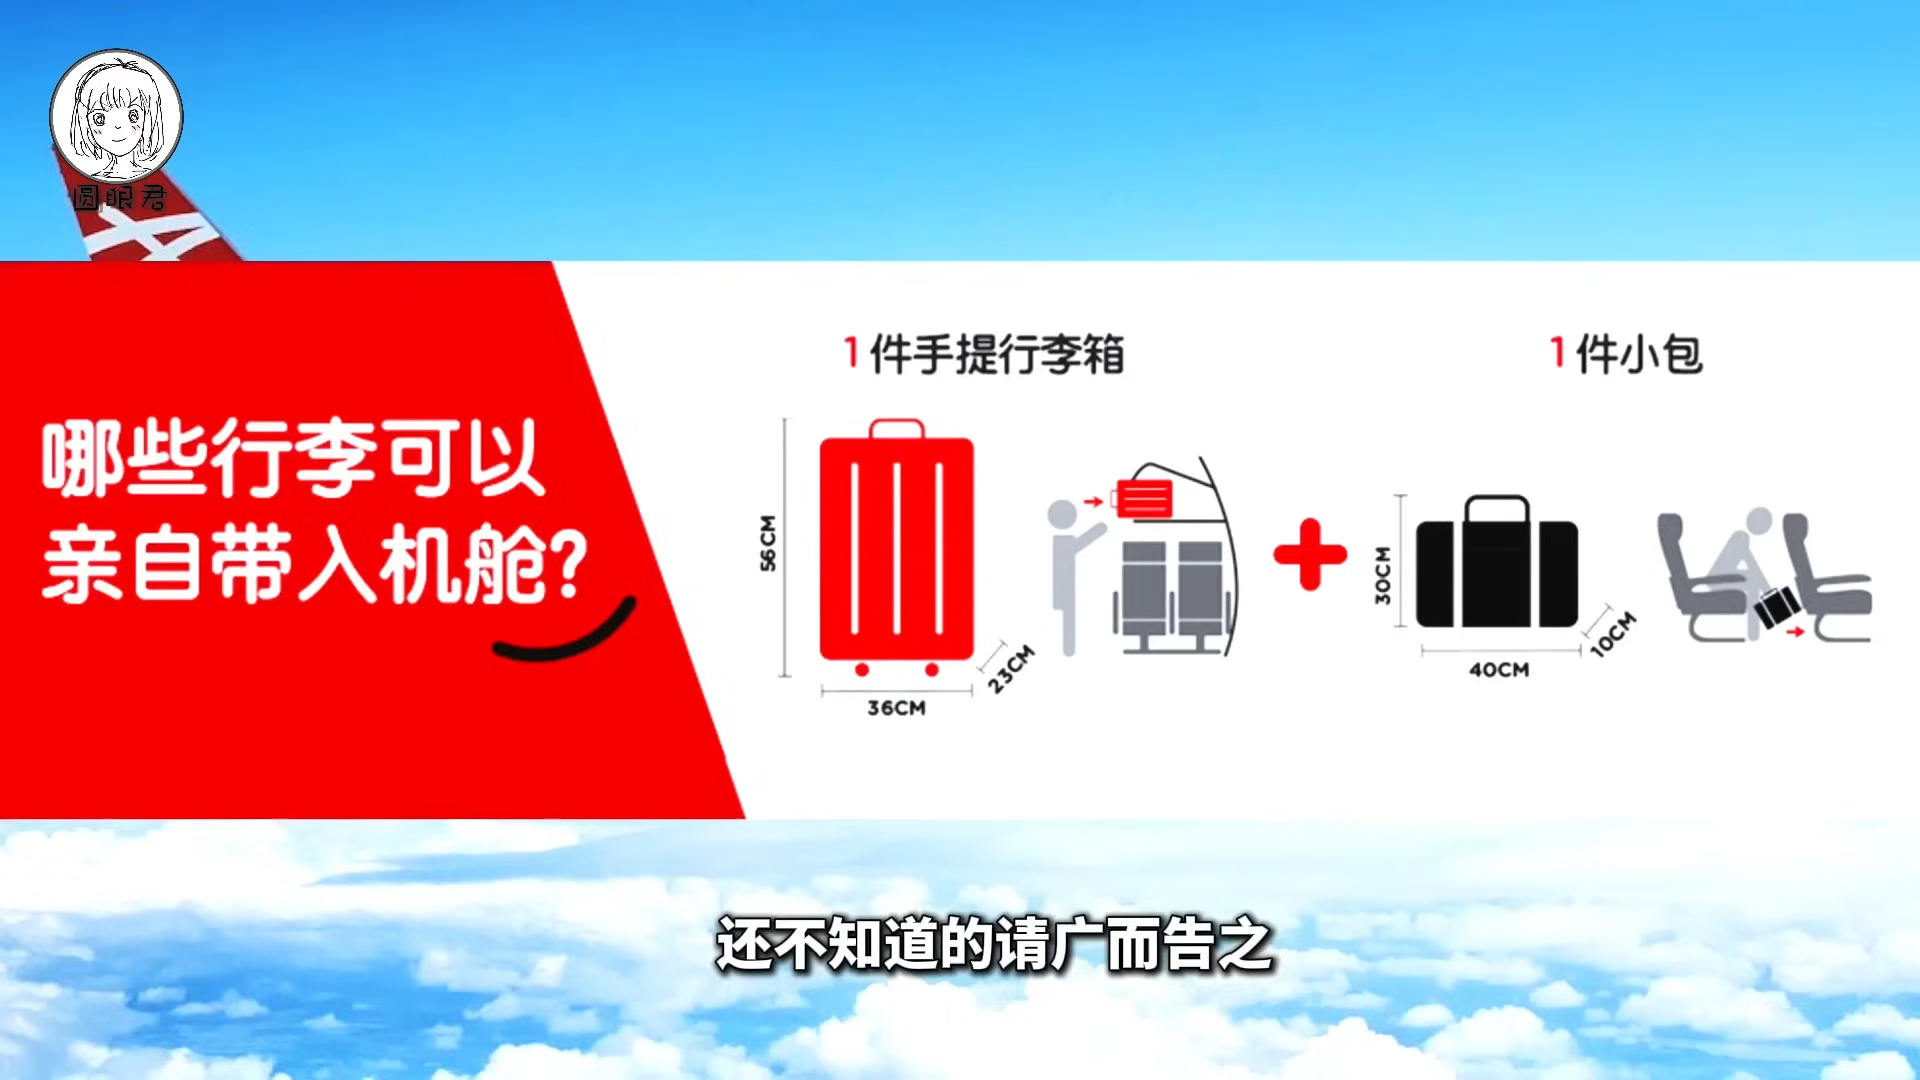 圆眼君
哪些行李可以
亲自带入机舱?
1件手提行李箱
56CM
36CM
23CM
1件小包
30CM
40CM
10CM
还不知道的请广而告之